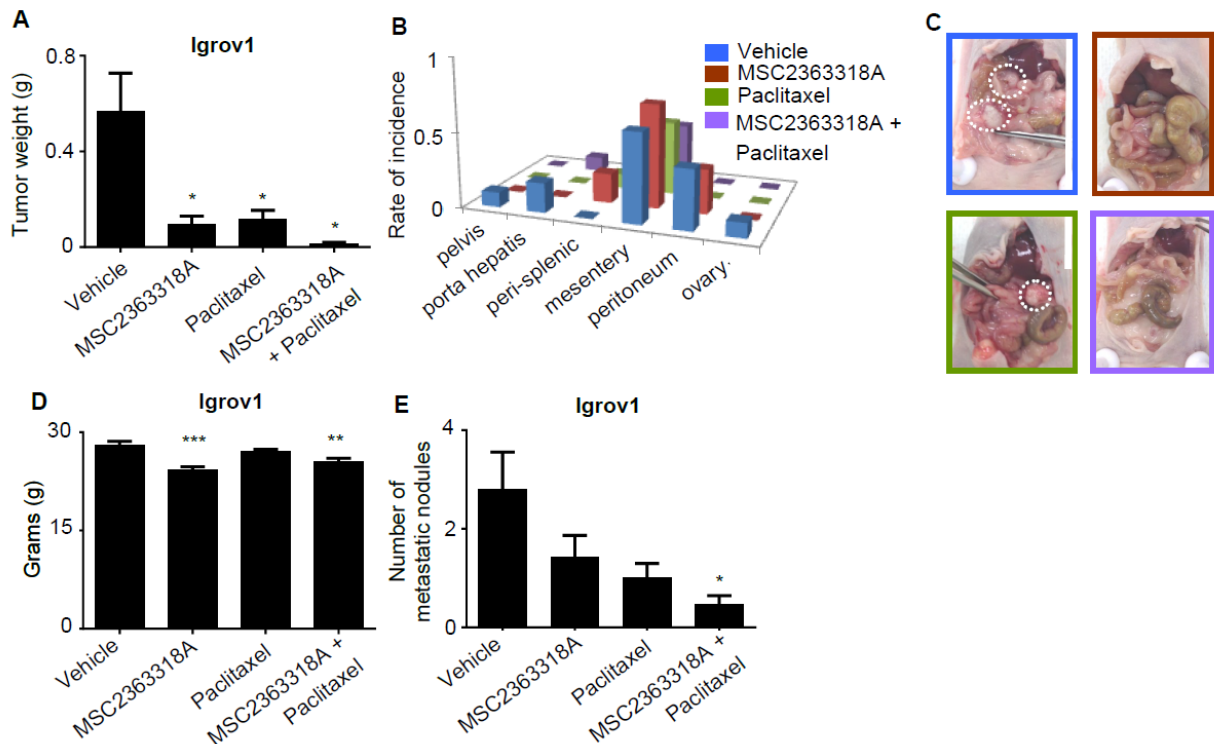 A
Igrov1
Tumor weight (g)
0.8
0.4
0
*
*
*
Vehicle
MSC2363318A
Paclitaxel
MSC2363318A
+ Paclitaxel
B
Rate of incidence
1
0.5
0
pelvis
porta hepatis
peri-splenic
mesentery
peritoneum
ovary.
Vehicle
MSC2363318A
Paclitaxel
MSC2363318A +
Paclitaxel
C
D
Igrov1
Grams (g)
30
15
0
***
**
Vehicle
MSC2363318A
Paclitaxel
MSC2363318A +
Paclitaxel
E
Igrov1
Number of
metastatic nodules
4
2
0
*
Vehicle
MSC2363318A
Paclitaxel
MSC2363318A +
Paclitaxel